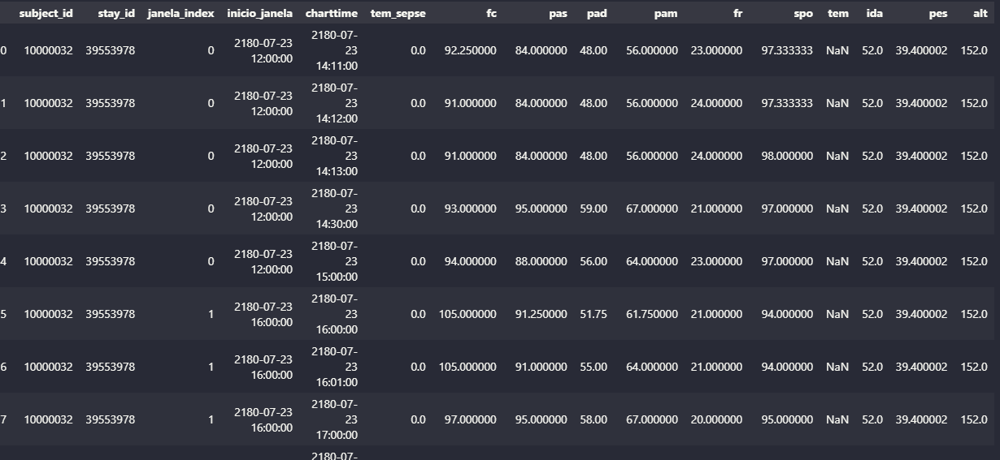 subject_id stay_id janela_index inicio_janela charttime tem_sepse fc pas pad pam fr spo tem ida pes alt
2180-07-
0 10000032 39553978 0 2180-07-23 12:00:00 23 0.0 92.250000 84.000000 48.00 56.000000 23.000000 97.333333 NaN 52.0 39.400002 152.0
14:11:00
2180-07-
1 10000032 39553978 0 2180-07-23 12:00:00 23 0.0 91.000000 84.000000 48.00 56.000000 24.000000 97.333333 NaN 52.0 39.400002 152.0
14:12:00
2180-07-
2 10000032 39553978 0 2180-07-23 12:00:00 23 0.0 91.000000 84.000000 48.00 56.000000 24.000000 98.000000 NaN 52.0 39.400002 152.0
14:13:00
2180-07-
3 10000032 39553978 0 2180-07-23 12:00:00 23 0.0 93.000000 95.000000 59.00 67.000000 21.000000 97.000000 NaN 52.0 39.400002 152.0
14:30:00
2180-07-
4 10000032 39553978 0 2180-07-23 12:00:00 23 0.0 94.000000 88.000000 56.00 64.000000 23.000000 97.000000 NaN 52.0 39.400002 152.0
15:00:00
2180-07-
5 10000032 39553978 1 2180-07-23 16:00:00 23 0.0 105.000000 91.250000 51.75 61.750000 21.000000 94.000000 NaN 52.0 39.400002 152.0
16:00:00
2180-07-
6 10000032 39553978 1 2180-07-23 16:00:00 23 0.0 105.000000 91.000000 55.00 64.000000 21.000000 94.000000 NaN 52.0 39.400002 152.0
16:01:00
2180-07-
7 10000032 39553978 1 2180-07-23 16:00:00 23 0.0 97.000000 95.000000 58.00 67.000000 20.000000 95.000000 NaN 52.0 39.400002 152.0
17:00:00
2180-07-